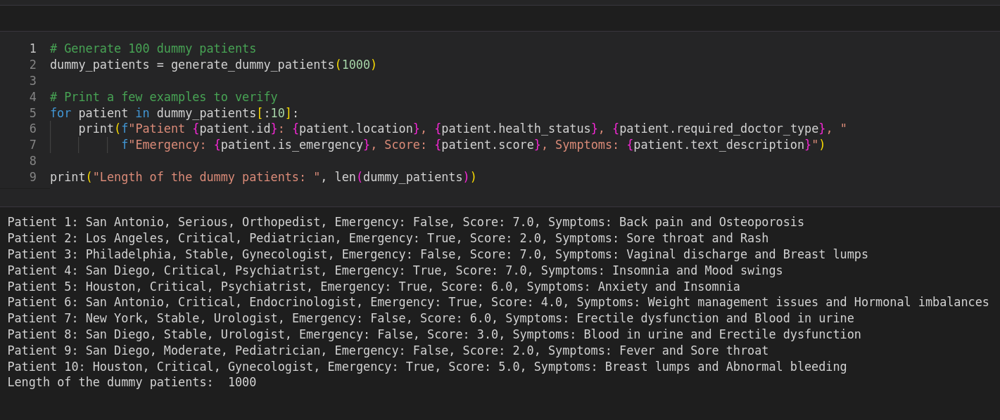 1 # Generate 100 dummy patients
2 dummy_patients = generate_dummy_patients(1000)
3
4 # Print a few examples to verify
5 for patient in dummy_patients[:10]:
6     print(f"Patient {patient.id}: {patient.location}, {patient.health_status}, {patient.required_doctor_type}, "
7           f"Emergency: {patient.is_emergency}, Score: {patient.score}, Symptoms: {patient.text_description}")
8
9 print("Length of the dummy patients: ", len(dummy_patients))
Patient 1: San Antonio, Serious, Orthopedist, Emergency: False, Score: 7.0, Symptoms: Back pain and Osteoporosis
Patient 2: Los Angeles, Critical, Pediatrician, Emergency: True, Score: 2.0, Symptoms: Sore throat and Rash
Patient 3: Philadelphia, Stable, Gynecologist, Emergency: False, Score: 7.0, Symptoms: Vaginal discharge and Breast lumps
Patient 4: San Diego, Critical, Psychiatrist, Emergency: True, Score: 7.0, Symptoms: Insomnia and Mood swings
Patient 5: Houston, Critical, Psychiatrist, Emergency: True, Score: 6.0, Symptoms: Anxiety and Insomnia
Patient 6: San Antonio, Critical, Endocrinologist, Emergency: True, Score: 4.0, Symptoms: Weight management issues and Hormonal imbalances
Patient 7: New York, Stable, Urologist, Emergency: False, Score: 6.0, Symptoms: Erectile dysfunction and Blood in urine
Patient 8: San Diego, Stable, Urologist, Emergency: False, Score: 3.0, Symptoms: Blood in urine and Erectile dysfunction
Patient 9: San Diego, Moderate, Pediatrician, Emergency: False, Score: 2.0, Symptoms: Fever and Sore throat
Patient 10: Houston, Critical, Gynecologist, Emergency: True, Score: 5.0, Symptoms: Breast lumps and Abnormal bleeding
Length of the dummy patients:  1000